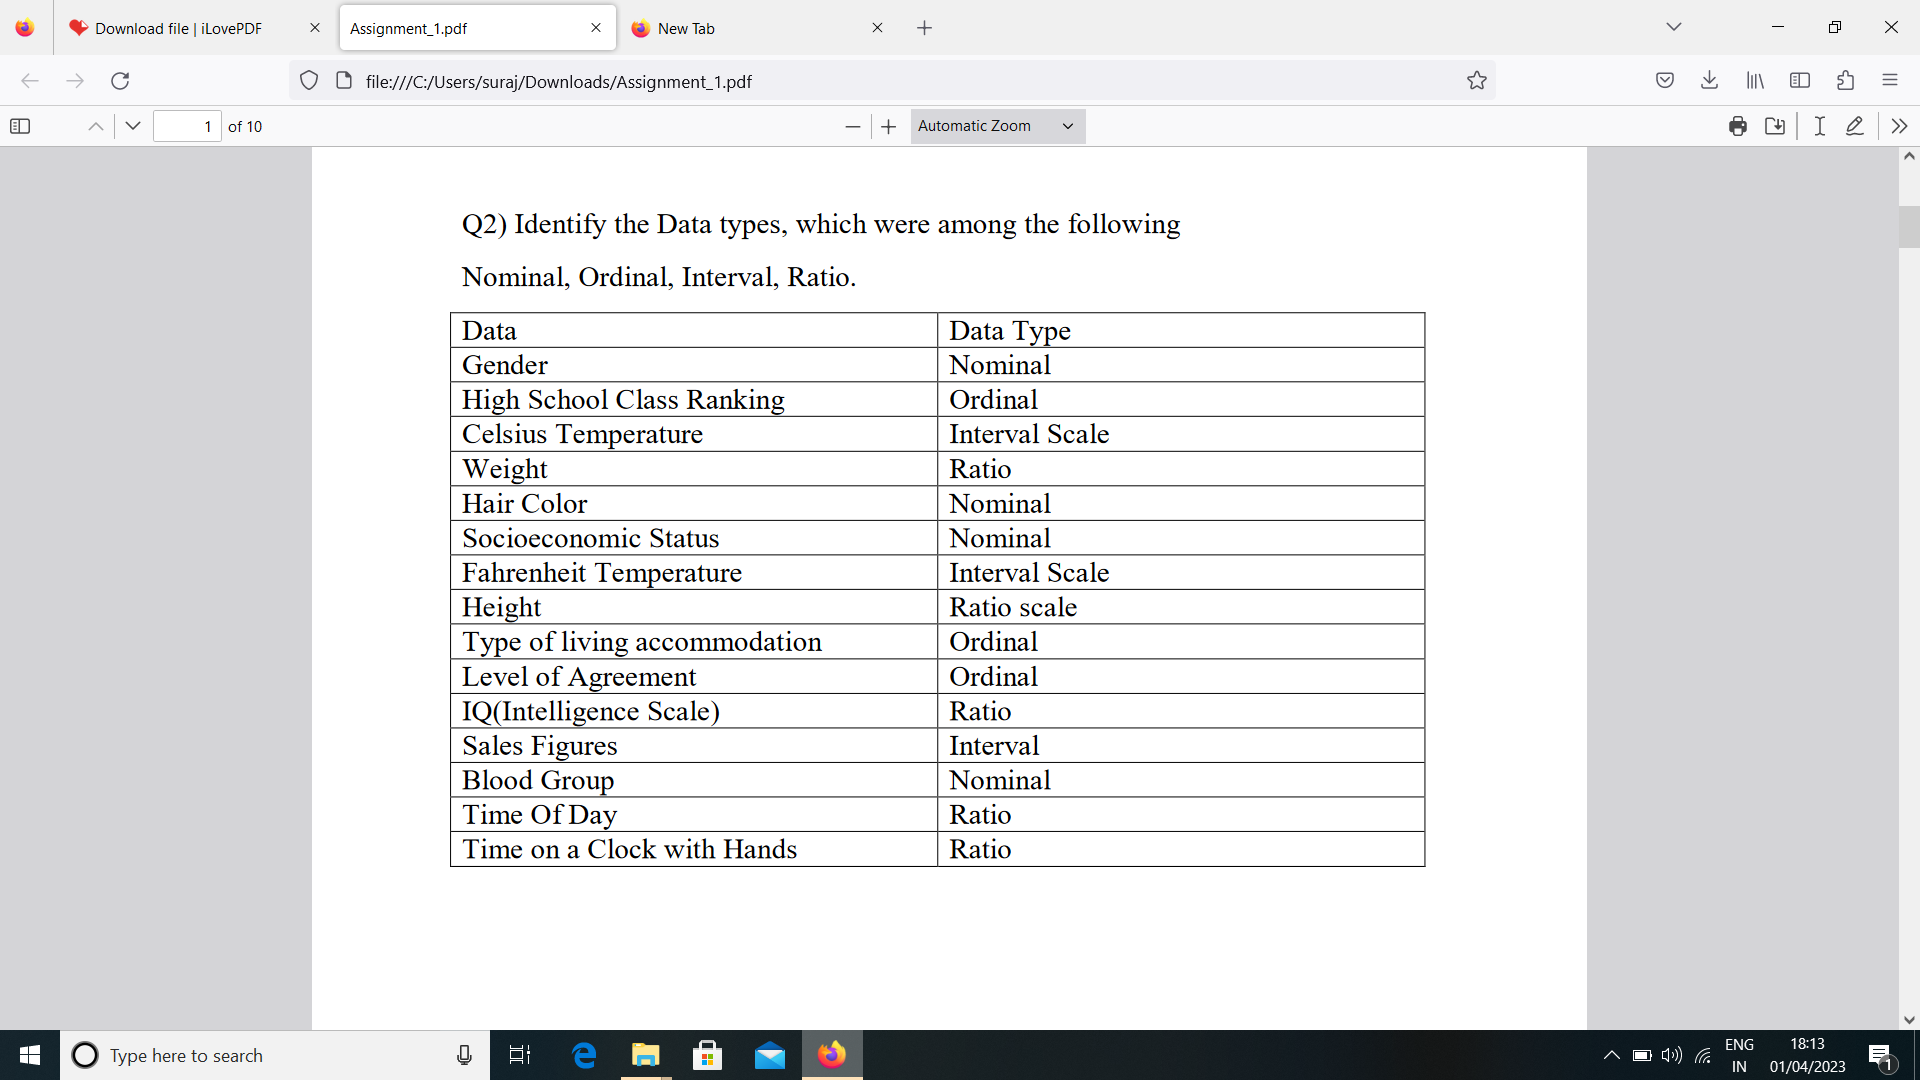 Download file | iLovePDF
Assignment_1.pdf
New Tab
file:///C:/Users/suraj/Downloads/Assignment_1.pdf
1 of 10
Automatic Zoom
Q2) Identify the Data types, which were among the following
Nominal, Ordinal, Interval, Ratio.
Data Data Type
Gender Nominal
High School Class Ranking Ordinal
Celsius Temperature Interval Scale
Weight Ratio
Hair Color Nominal
Socioeconomic Status Nominal
Fahrenheit Temperature Interval Scale
Height Ratio scale
Type of living accommodation Ordinal
Level of Agreement Ordinal
IQ(Intelligence Scale) Ratio
Sales Figures Interval
Blood Group Nominal
Time Of Day Ratio
Time on a Clock with Hands Ratio
Type here to search
ENG
IN
18:13
01/04/2023
1